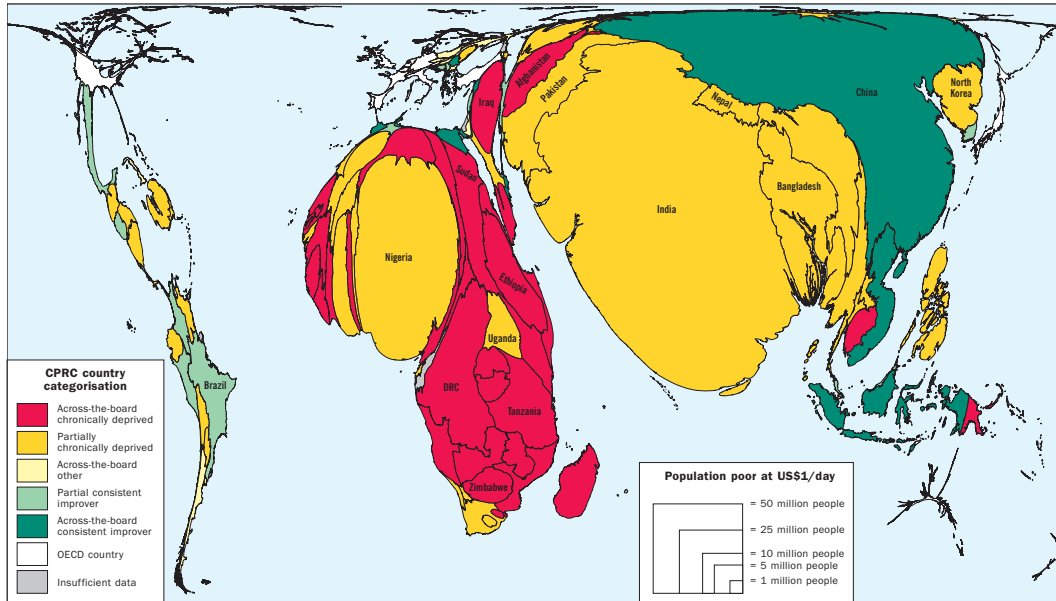 Iraq
Afghanistan
Pakistan
Nepal
China
North
Korea
Sudan
Bangladesh
India
Nigeria
Ethiopia
Uganda
DRC
Tanzania
Zimbabwe
Brazil
CPRC country
categorisation
Across-the-board
chronically deprived
Partially
chronically deprived
Across-the-board
other
Partial consistent
improver
Across-the-board
consistent improver
OECD country
Insufficient data
Population poor at US$1/day
= 50 million people
= 25 million people
= 10 million people
= 5 million people
= 1 million people